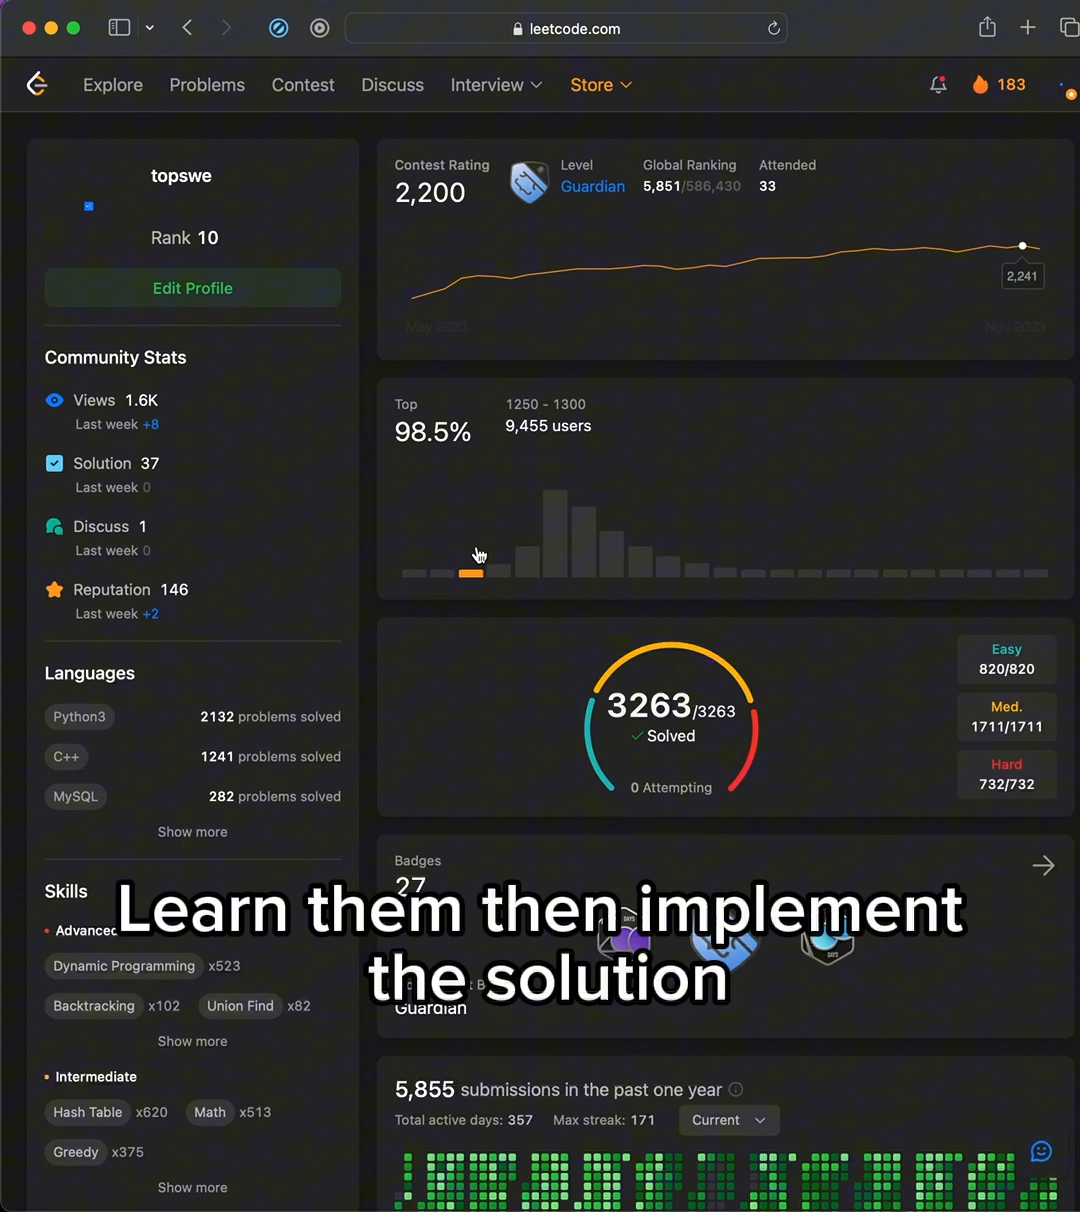 leetcode.com
Explore Problems Contest Discuss Interview Store 183
topswe
Rank 10
Edit Profile
Community Stats
Views 1.6K
Last week +8
Solution 37
Last week 0
Discuss 1
Last week 0
Reputation 146
Last week +2
Languages
Python3 2132 problems solved
C++ 1241 problems solved
MySQL 282 problems solved
Show more
Skills
Advanced
Dynamic Programming x523
Backtracking x102 Union Find x82
Show more
Intermediate
Hash Table x620 Math x513
Greedy x375
Show more
Contest Rating
2,200
Level
Guardian
Global Ranking
5,851/586,430
Attended
33
2,241
May 2023 Nov 2023
Top
98.5%
1250 - 1300
9,455 users
3263/3263
Solved
0 Attempting
Easy
820/820
Med.
1711/1711
Hard
732/732
Badges
27
DAYS
DAYS
Guardian
Learn them then implement
the solution
5,855 submissions in the past one year
Total active days: 357 Max streak: 171 Current